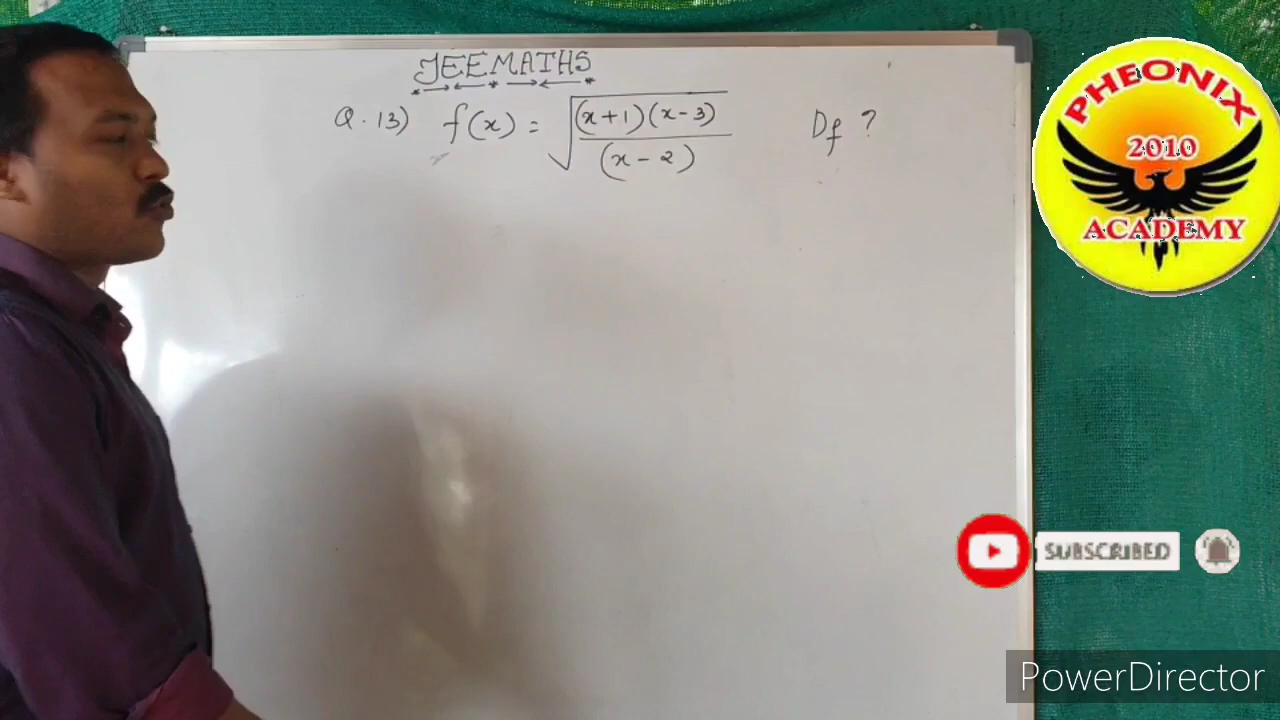 JEE MATHS
Q. 13) f(x) = √((x+1)(x-3)/(x-2)) Df ?
PHEONIX
2010
ACADEMY
SUBSCRIBED
PowerDirector